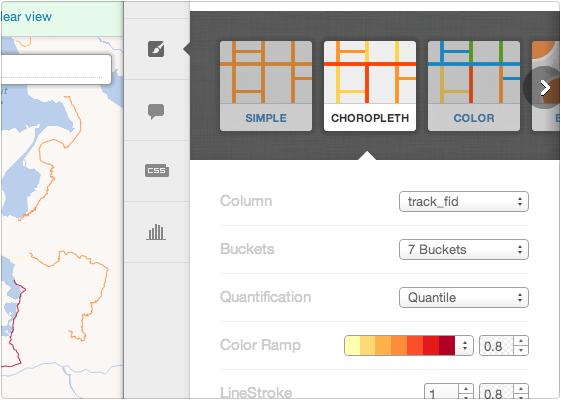 lear view
css
SIMPLE
CHOROPLETH
COLOR
Column
track_fid
Buckets
7 Buckets
Quantification
Quantile
Color Ramp
0.8
LineStroke
1
0.8